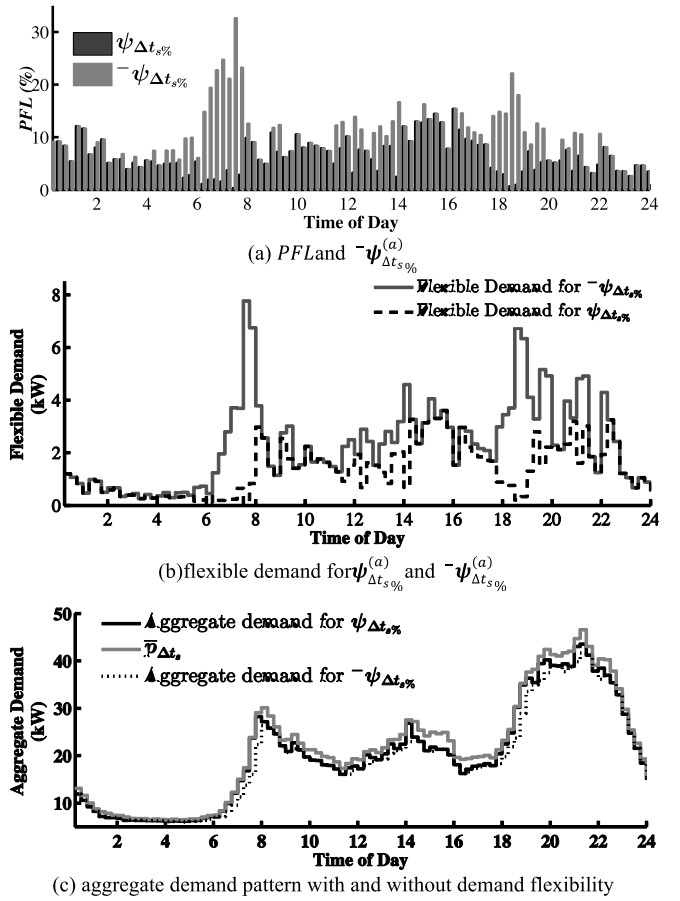 30
20
10
0
PFL (%)
ψΔts%
⁻ψΔts%
2 4 6 8 10 12 14 16 18 20 22 24
Time of Day
(a) PFLand ⁻ψ(a)Δts%
8
6
4
2
0
Flexible Demand
(kW)
Flexible Demand for ⁻ψΔts%
Flexible Demand for ψΔts%
2 4 6 8 10 12 14 16 18 20 22 24
Time of Day
(b)flexible demand forψ(a)Δts% and ⁻ψ(a)Δts%
50
40
30
20
10
Aggregate Demand
(kW)
Aggregate demand for ψΔts%
p̅Δts
Aggregate demand for ⁻ψΔts%
2 4 6 8 10 12 14 16 18 20 22 24
Time of Day
(c) aggregate demand pattern with and without demand flexibility